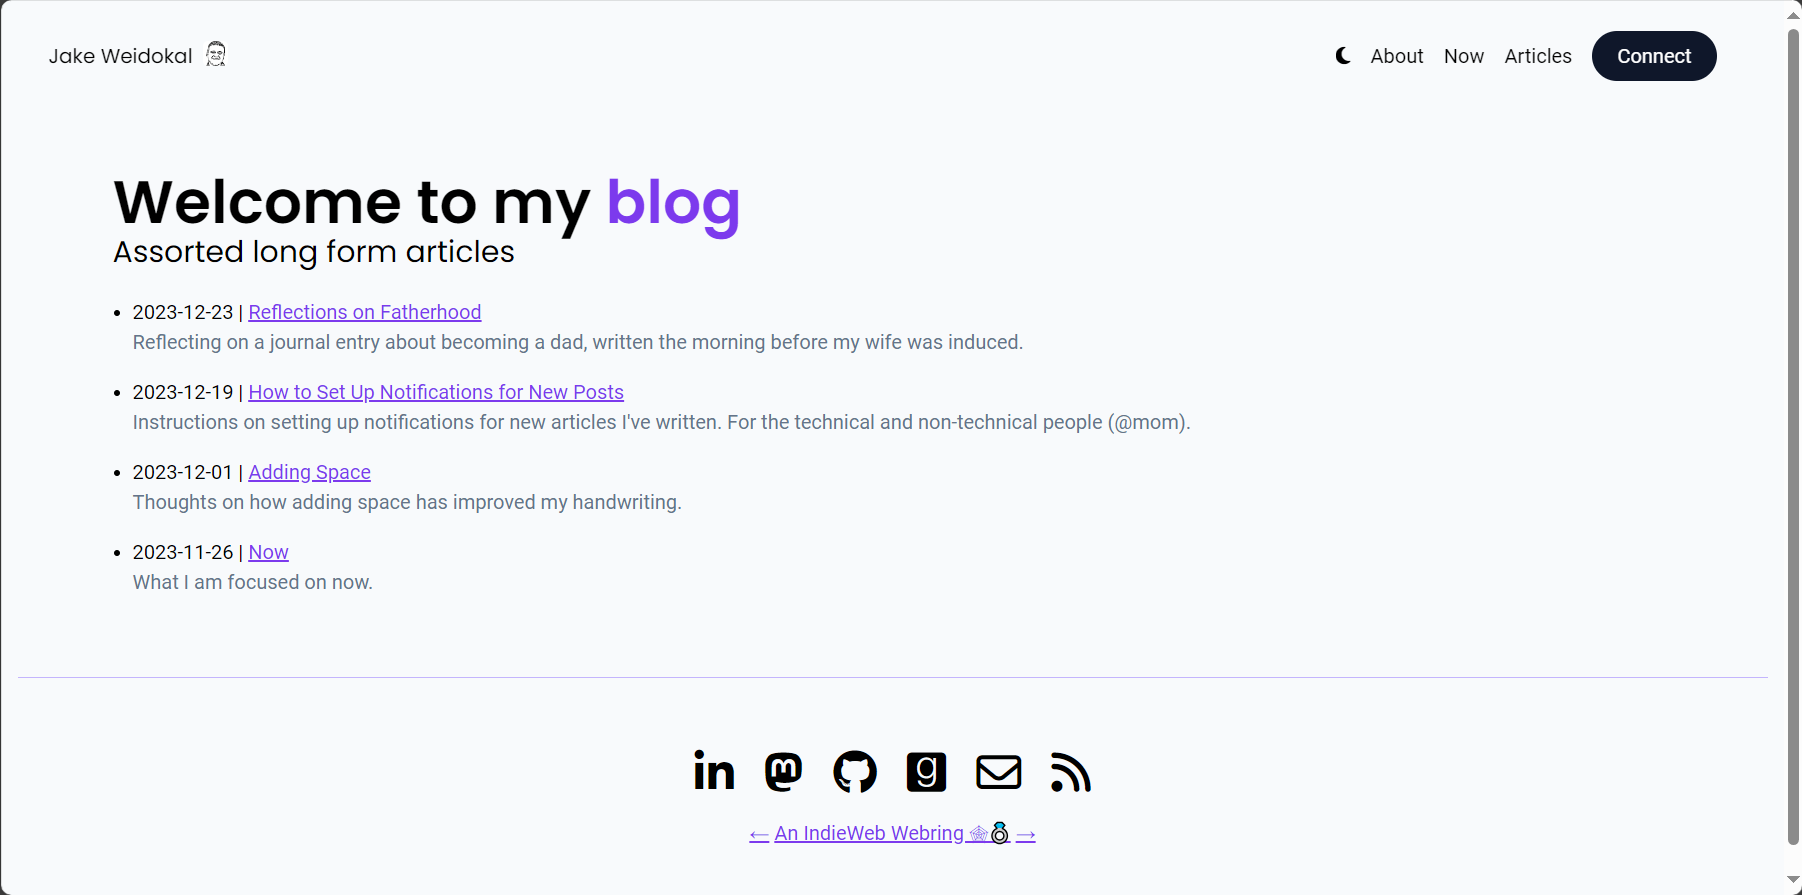 Jake Weidokal
About Now Articles Connect
Welcome to my blog
Assorted long form articles
2023-12-23 | Reflections on Fatherhood
Reflecting on a journal entry about becoming a dad, written the morning before my wife was induced.
2023-12-19 | How to Set Up Notifications for New Posts
Instructions on setting up notifications for new articles I've written. For the technical and non-technical people (@mom).
2023-12-01 | Adding Space
Thoughts on how adding space has improved my handwriting.
2023-11-26 | Now
What I am focused on now.
← An IndieWeb Webring 🕸💍 →